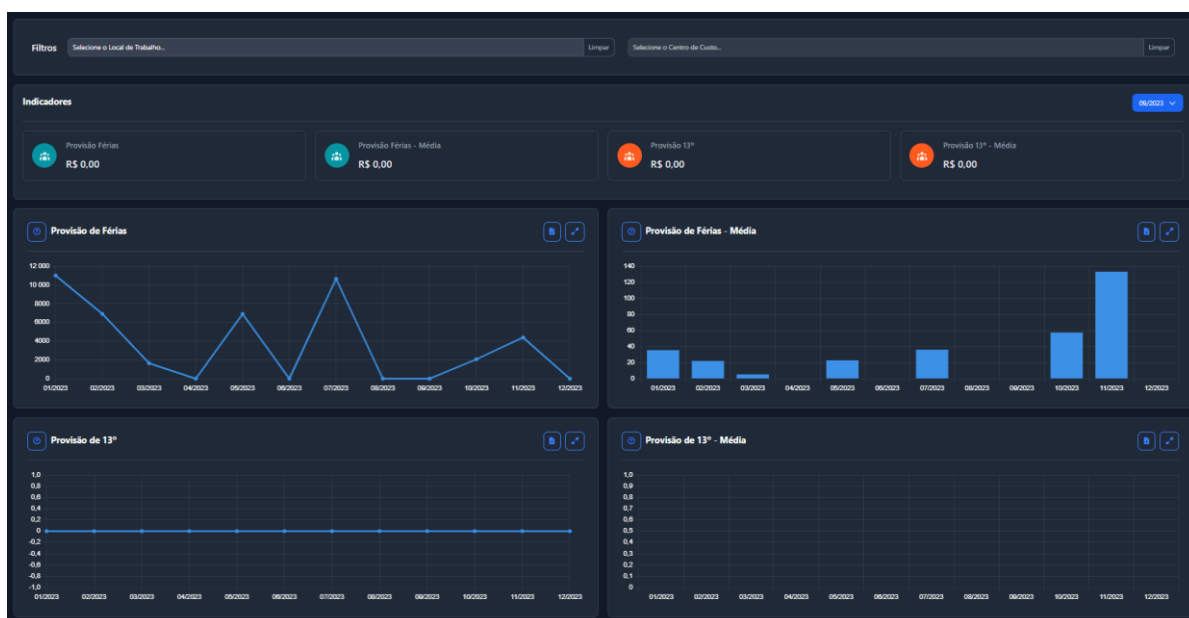 Filtros Selecione o Local de Trabalho... Limpar Selecione o Centro de Custo... Limpar
Indicadores 09/2023
Provisão Férias
R$ 0,00
Provisão Férias - Média
R$ 0,00
Provisão 13º
R$ 0,00
Provisão 13º - Média
R$ 0,00
Provisão de Férias
12 000
10 000
8000
6000
4000
2000
0
01/2023 02/2023 03/2023 04/2023 05/2023 06/2023 07/2023 08/2023 09/2023 10/2023 11/2023 12/2023
Provisão de Férias - Média
140
120
100
80
60
40
20
0
01/2023 02/2023 03/2023 04/2023 05/2023 06/2023 07/2023 08/2023 09/2023 10/2023 11/2023 12/2023
Provisão de 13º
1,0
0,8
0,6
0,4
0,2
0
-0,2
-0,4
-0,6
-0,8
-1,0
01/2023 02/2023 03/2023 04/2023 05/2023 06/2023 07/2023 08/2023 09/2023 10/2023 11/2023 12/2023
Provisão de 13º - Média
1,0
0,9
0,8
0,7
0,6
0,5
0,4
0,3
0,2
0,1
0
01/2023 02/2023 03/2023 04/2023 05/2023 06/2023 07/2023 08/2023 09/2023 10/2023 11/2023 12/2023